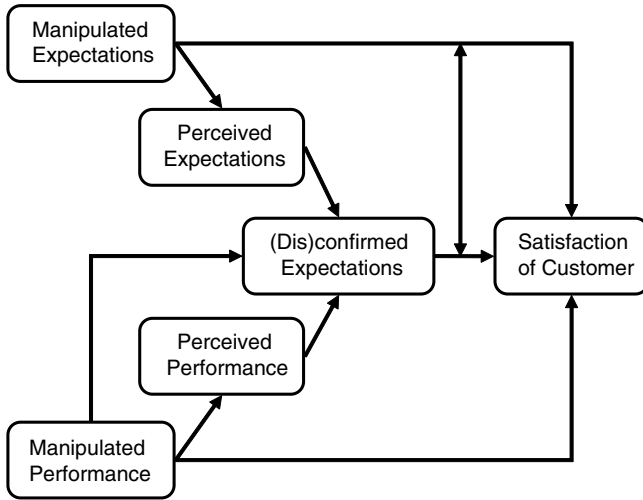 Manipulated
Expectations
Perceived
Expectations
(Dis)confirmed
Expectations
Satisfaction
of Customer
Perceived
Performance
Manipulated
Performance